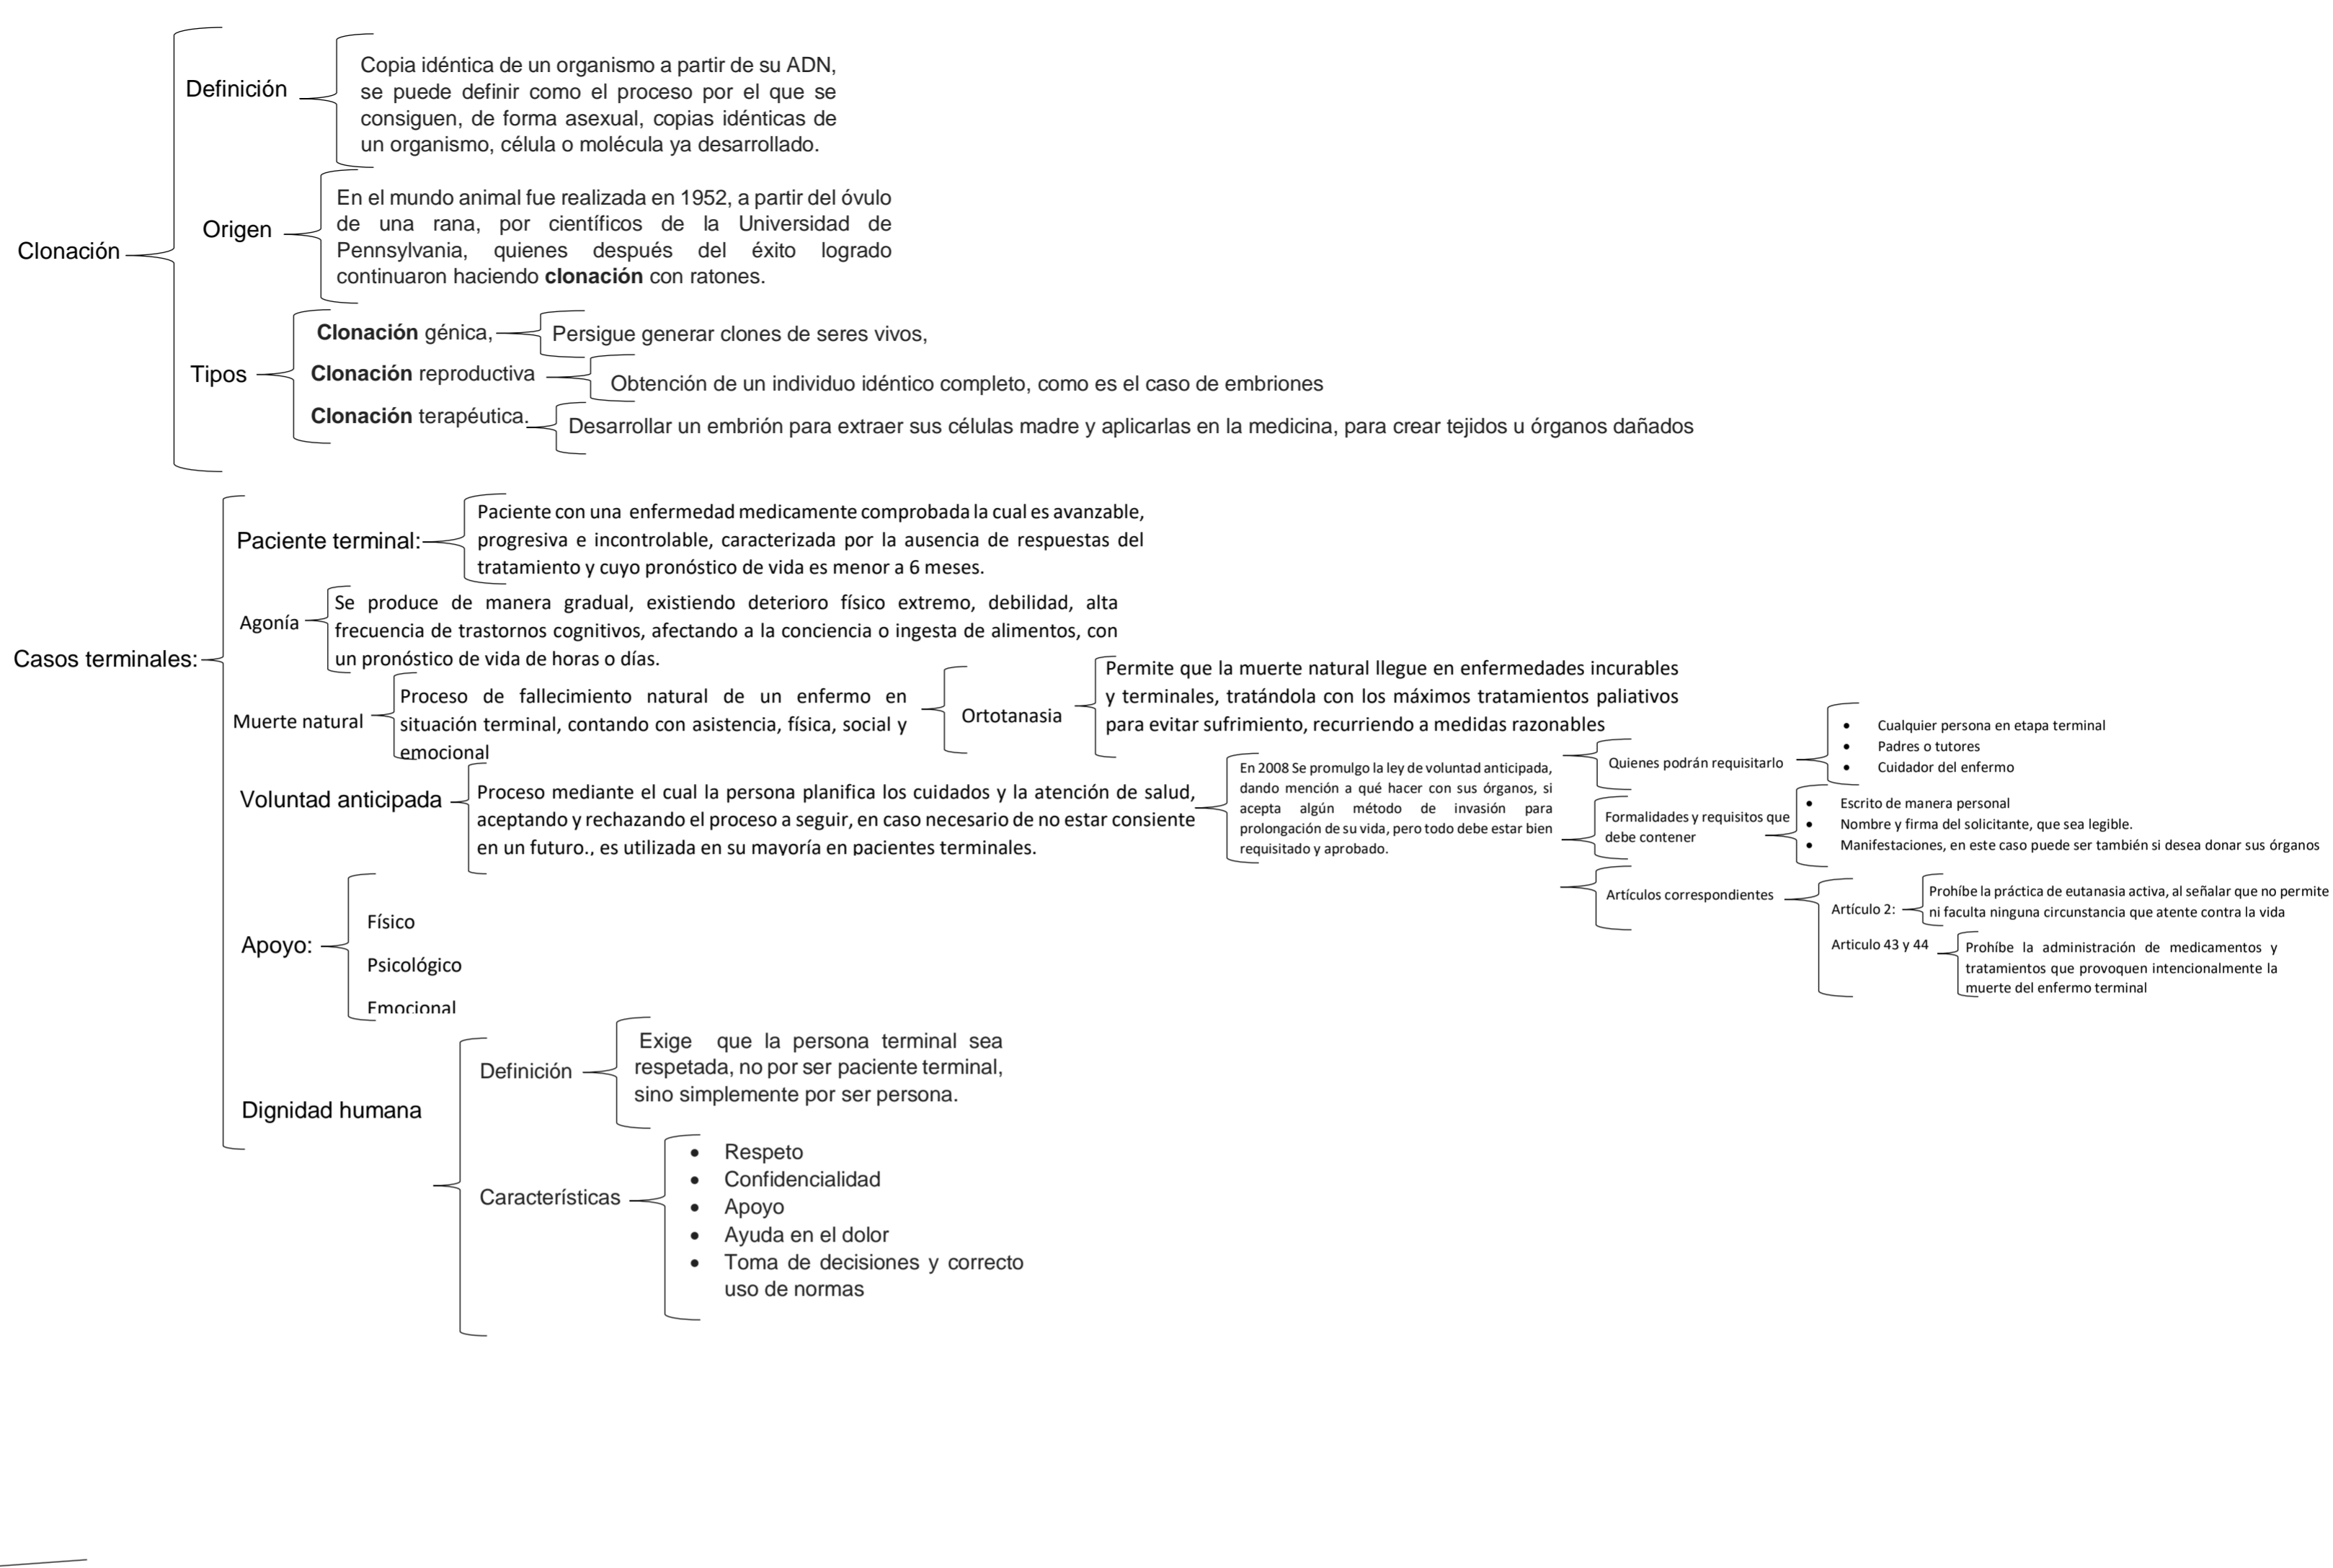 Clonación
Definición
Copia idéntica de un organismo a partir de su ADN,
se puede definir como el proceso por el que se
consiguen, de forma asexual, copias idénticas de
un organismo, célula o molécula ya desarrollado.
Origen
En el mundo animal fue realizada en 1952, a partir del óvulo
de una rana, por científicos de la Universidad de
Pennsylvania, quienes después del éxito logrado
continuaron haciendo clonación con ratones.
Tipos
Clonación génica,
Persigue generar clones de seres vivos,
Clonación reproductiva
Obtención de un individuo idéntico completo, como es el caso de embriones
Clonación terapéutica.
Desarrollar un embrión para extraer sus células madre y aplicarlas en la medicina, para crear tejidos u órganos dañados
Casos terminales:
Paciente terminal:
Paciente con una enfermedad medicamente comprobada la cual es avanzable,
progresiva e incontrolable, caracterizada por la ausencia de respuestas del
tratamiento y cuyo pronóstico de vida es menor a 6 meses.
Agonía
Se produce de manera gradual, existiendo deterioro físico extremo, debilidad, alta
frecuencia de trastornos cognitivos, afectando a la conciencia o ingesta de alimentos, con
un pronóstico de vida de horas o días.
Muerte natural
Proceso de fallecimiento natural de un enfermo en
situación terminal, contando con asistencia, física, social y
emocional
Ortotanasia
Permite que la muerte natural llegue en enfermedades incurables
y terminales, tratándola con los máximos tratamientos paliativos
para evitar sufrimiento, recurriendo a medidas razonables
Voluntad anticipada
Proceso mediante el cual la persona planifica los cuidados y la atención de salud,
aceptando y rechazando el proceso a seguir, en caso necesario de no estar consiente
en un futuro., es utilizada en su mayoría en pacientes terminales.
En 2008 Se promulgo la ley de voluntad anticipada,
dando mención a qué hacer con sus órganos, si
acepta algún método de invasión para
prolongación de su vida, pero todo debe estar bien
requisitado y aprobado.
Quienes podrán requisitarlo
• Cualquier persona en etapa terminal
• Padres o tutores
• Cuidador del enfermo
Formalidades y requisitos que
debe contener
• Escrito de manera personal
• Nombre y firma del solicitante, que sea legible.
• Manifestaciones, en este caso puede ser también si desea donar sus órganos
Artículos correspondientes
Artículo 2:
Prohíbe la práctica de eutanasia activa, al señalar que no permite
ni faculta ninguna circunstancia que atente contra la vida
Articulo 43 y 44
Prohíbe la administración de medicamentos y
tratamientos que provoquen intencionalmente la
muerte del enfermo terminal
Apoyo:
Físico
Psicológico
Emocional
Dignidad humana
Definición
Exige que la persona terminal sea
respetada, no por ser paciente terminal,
sino simplemente por ser persona.
Características
• Respeto
• Confidencialidad
• Apoyo
• Ayuda en el dolor
• Toma de decisiones y correcto
uso de normas